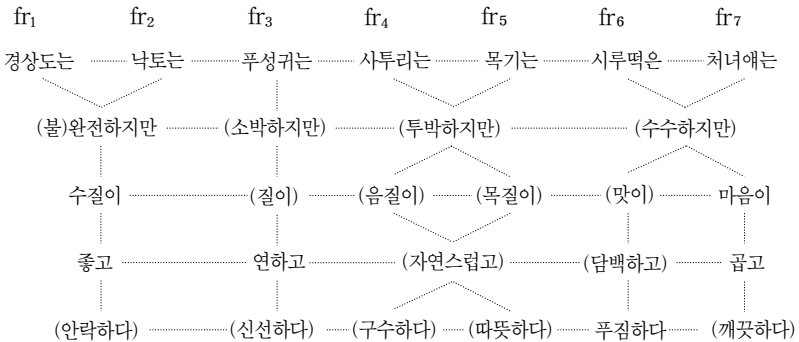 fr₁ fr₂ fr₃ fr₄ fr₅ fr₆ fr₇
경상도는 낙토는 푸성귀는 사투리는 목기는 시루떡은 처녀애는
(불)완전하지만 (소박하지만) (투박하지만) (수수하지만)
수질이 (질이) (음질이) (목질이) (맛이) 마음이
좋고 연하고 (자연스럽고) (담백하고) 곱고
(안락하다) (신선하다) (구수하다) (따뜻하다) 푸짐하다 (깨끗하다)